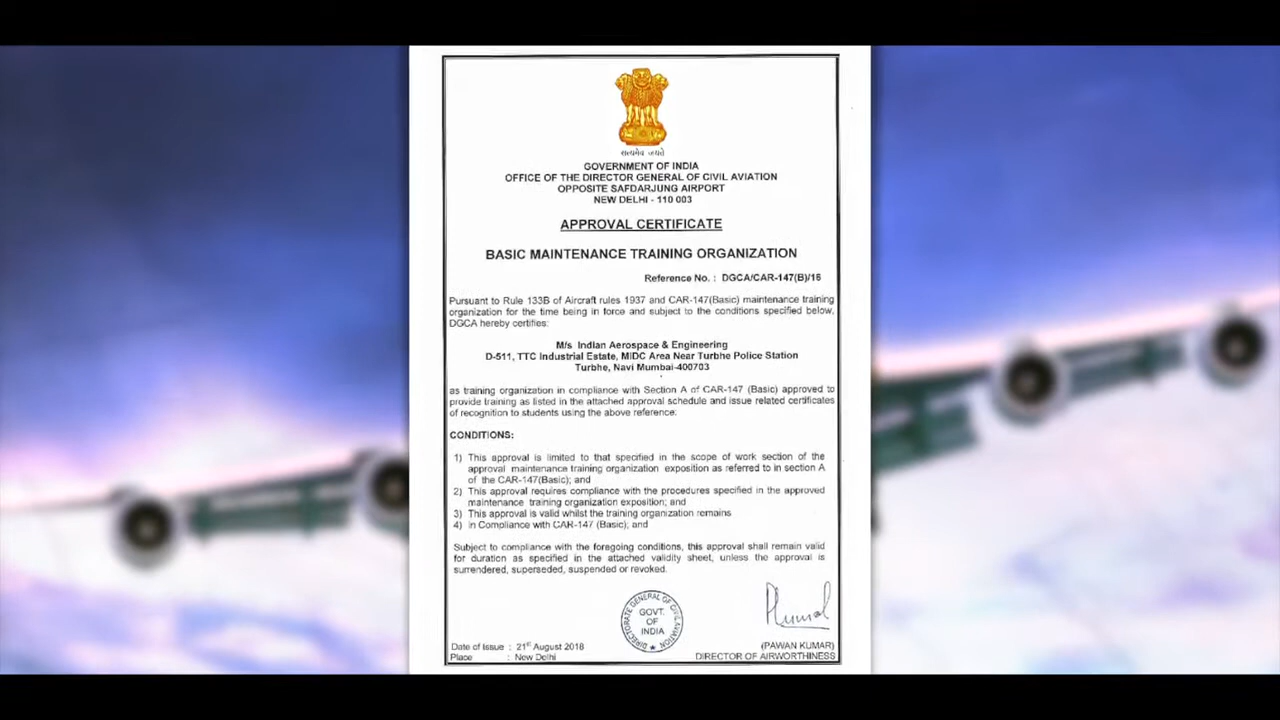 सत्यमेव जयते
GOVERNMENT OF INDIA
OFFICE OF THE DIRECTOR GENERAL OF CIVIL AVIATION
OPPOSITE SAFDARJUNG AIRPORT
NEW DELHI - 110 003
APPROVAL CERTIFICATE
BASIC MAINTENANCE TRAINING ORGANIZATION
Reference No. : DGCA/CAR-147(B)/16
Pursuant to Rule 133B of Aircraft rules 1937 and CAR-147(Basic) maintenance training
organization for the time being in force and subject to the conditions specified below,
DGCA hereby certifies:
M/s Indian Aerospace & Engineering
D-511, TTC Industrial Estate, MIDC Area Near Turbhe Police Station
Turbhe, Navi Mumbai-400703
as training organization in compliance with Section A of CAR-147 (Basic) approved to
provide training as listed in the attached approval schedule and issue related certificates
of recognition to students using the above reference.
CONDITIONS:
1) This approval is limited to that specified in the scope of work section of the
approval maintenance training organization exposition as referred to in section A
of the CAR-147(Basic); and
2) This approval requires compliance with the procedures specified in the approved
maintenance training organization exposition; and
3) This approval is valid whilst the training organization remains
4) in Compliance with CAR-147 (Basic); and
Subject to compliance with the foregoing conditions, this approval shall remain valid
for duration as specified in the attached validity sheet, unless the approval is
surrendered, superseded, suspended or revoked.
DIRECTORATE GENERAL OF CIVIL AVIATION
GOVT.
OF
INDIA
Date of Issue : 21st August 2018
Place : New Delhi
(PAWAN KUMAR)
DIRECTOR OF AIRWORTHINESS